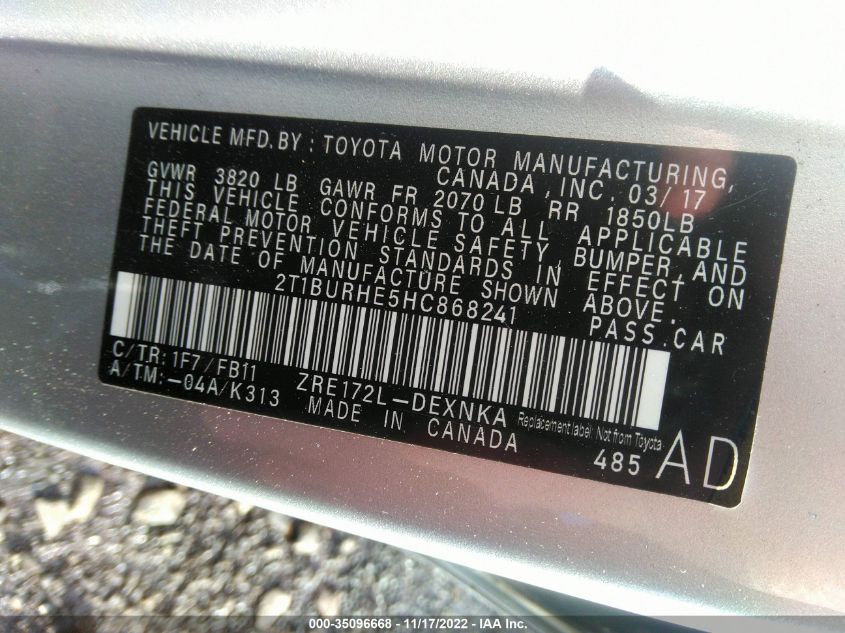 VEHICLE MFD. BY : TOYOTA MOTOR MANUFACTURING,
CANADA, INC. 03/17
GVWR 3820 LB GAWR FR 2070 LB RR 1850LB
THIS VEHICLE CONFORMS TO ALL APPLICABLE
FEDERAL MOTOR VEHICLE SAFETY, BUMPER, AND
THEFT PREVENTION STANDARDS IN EFFECT ON
THE DATE OF MANUFACTURE SHOWN ABOVE.
2T1BURHE5HC868241 PASS.CAR
C/TR: 1F7/FB11
A/TM: -04A/K313
ZRE172L-DEXNKA
MADE IN CANADA
Replacement label: Not from Toyota
485
AD
000-35096668 - 11/17/2022 - IAA Inc.